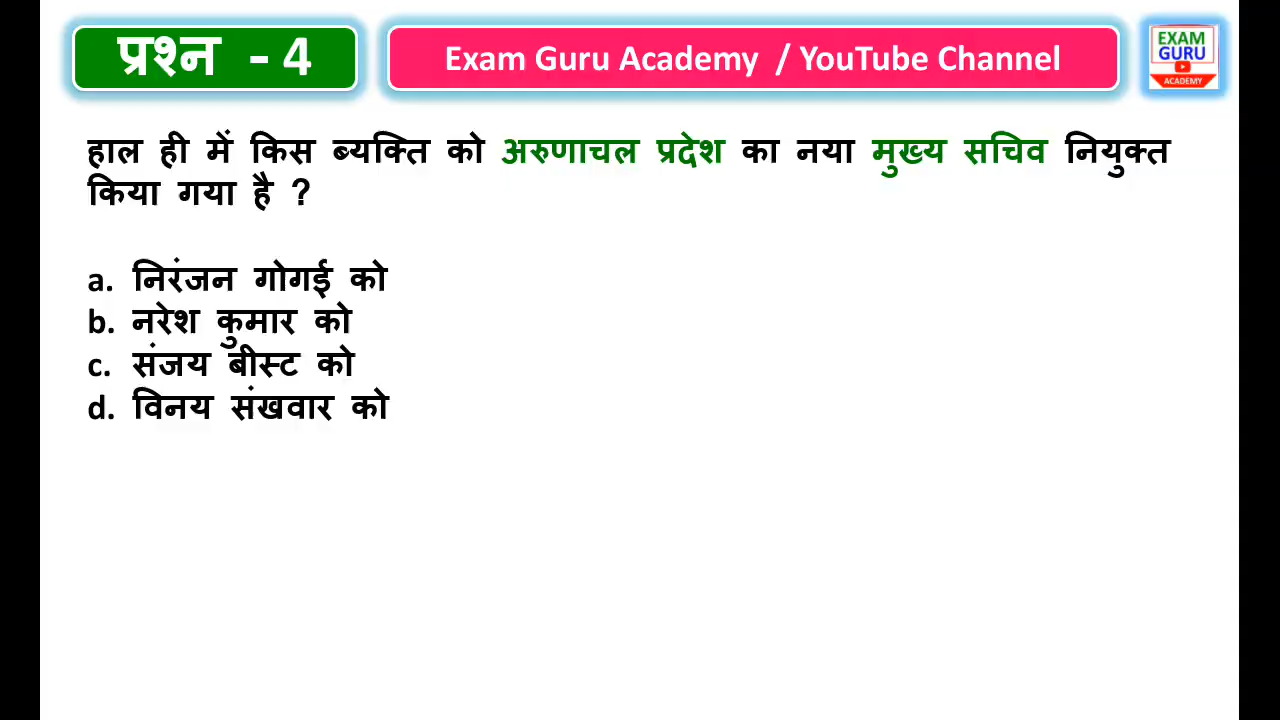 प्रश्न - 4
Exam Guru Academy / YouTube Channel
EXAM
GURU
ACADEMY
हाल ही में किस ब्यक्ति को अरुणाचल प्रदेश का नया मुख्य सचिव नियुक्त
किया गया है ?
a. निरंजन गोगई को
b. नरेश कुमार को
c. संजय बीस्ट को
d. विनय संखवार को